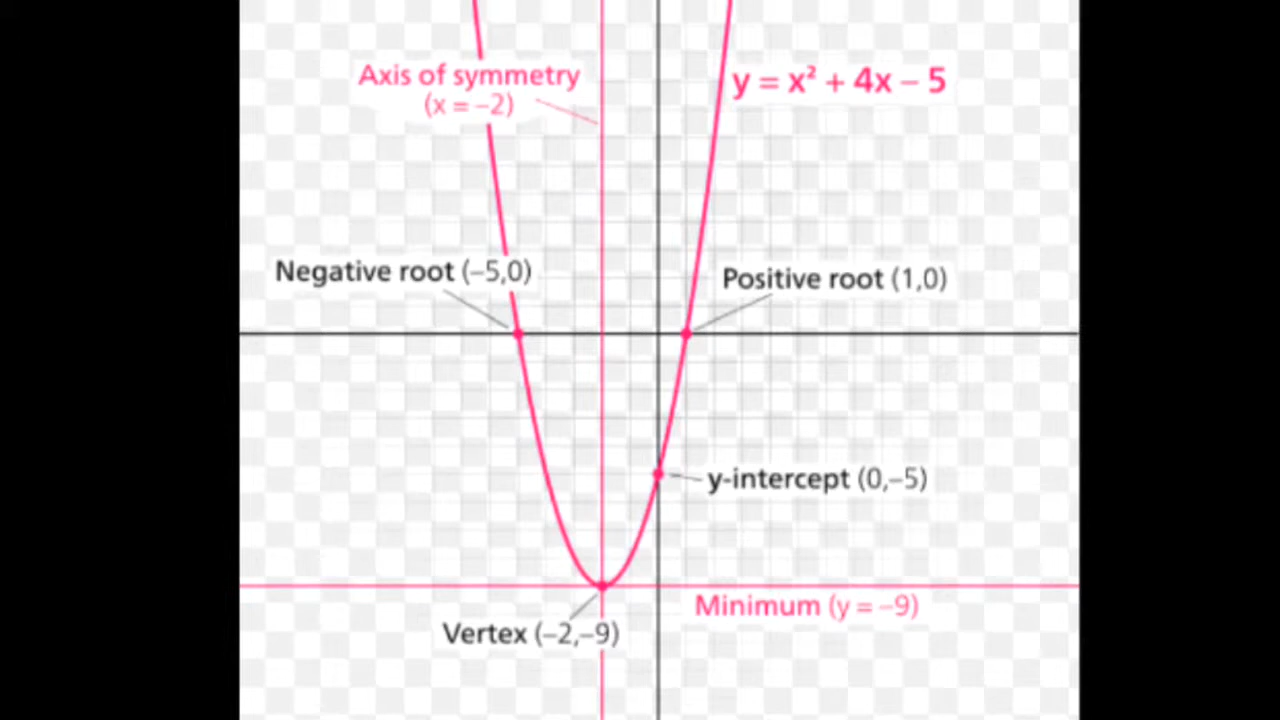 Axis of symmetry
(x = –2)
y = x² + 4x – 5
Negative root (–5,0)
Positive root (1,0)
y-intercept (0,–5)
Minimum (y = –9)
Vertex (–2,–9)